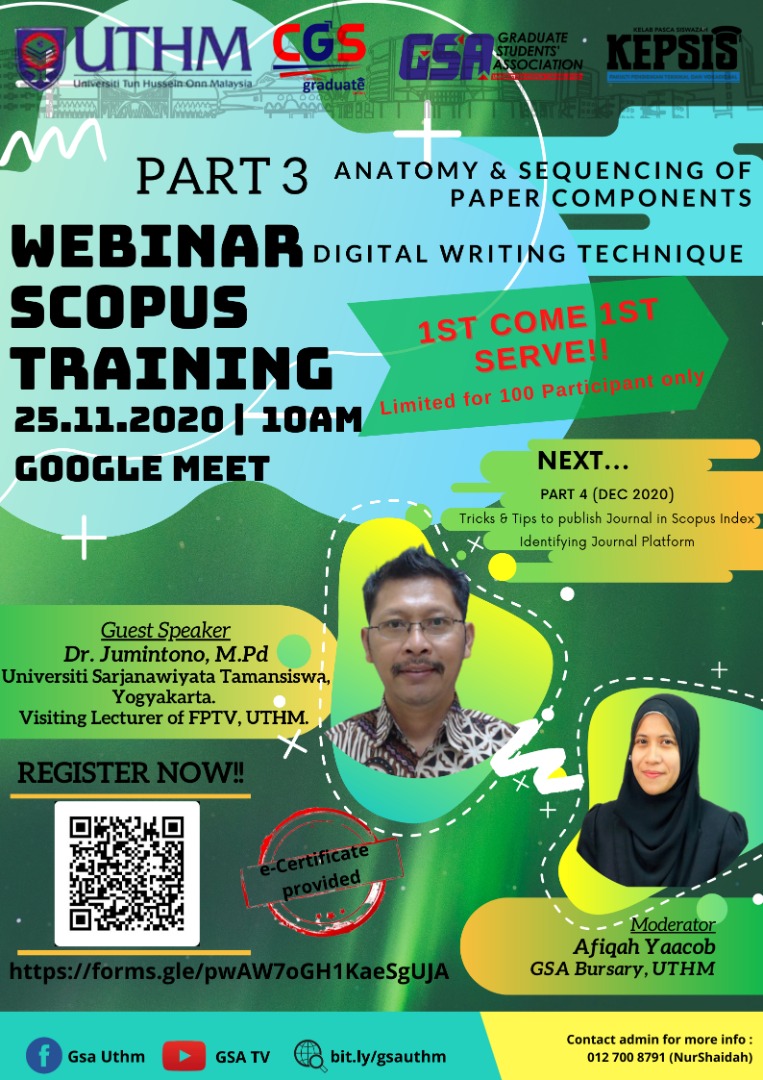 UTHM
Universiti Tun Hussein Onn Malaysia
CGS
graduate
GSA
GRADUATE
STUDENTS'
ASSOCIATION
KELAB PASCA SISWAZAH
KEPSIS
PART 3
ANATOMY & SEQUENCING OF
PAPER COMPONENTS
WEBINAR
SCOPUS
TRAINING
DIGITAL WRITING TECHNIQUE
25.11.2020 | 10AM
GOOGLE MEET
1ST COME 1ST
SERVE!!
Limited for 100 Participant only
NEXT...
PART 4 (DEC 2020)
Tricks & Tips to publish Journal in Scopus Index
Identifying Journal Platform
Guest Speaker
Dr. Jumintono, M.Pd
Universiti Sarjanawiyata Tamansiswa,
Yogyakarta.
Visiting Lecturer of FPTV, UTHM.
REGISTER NOW!!
e-Certificate
provided
https://forms.gle/pwAW7oGH1KaeSgUJA
Moderator
Afiqah Yaacob
GSA Bursary, UTHM
Gsa Uthm
GSA TV
bit.ly/gsauthm
Contact admin for more info :
012 700 8791 (NurShaidah)